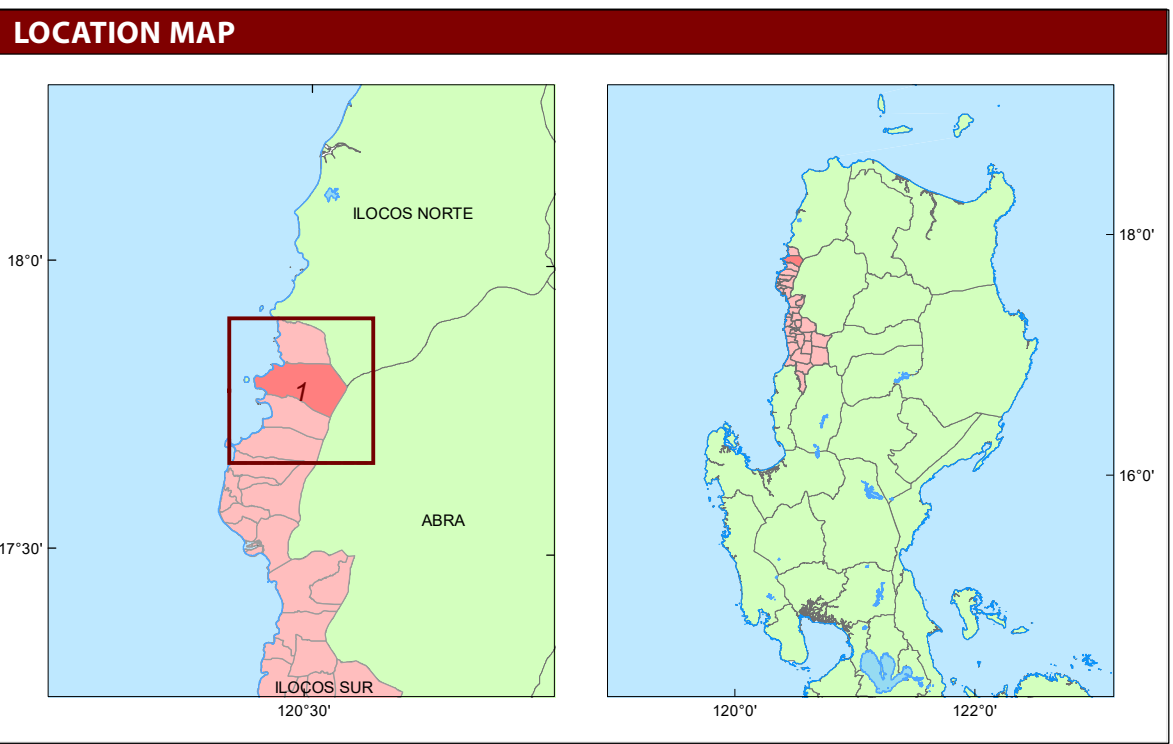 LOCATION MAP
ILOCOS NORTE
18°0'
1
ABRA
17°30'
ILOCOS SUR
120°30'
18°0'
16°0'
120°0'
122°0'